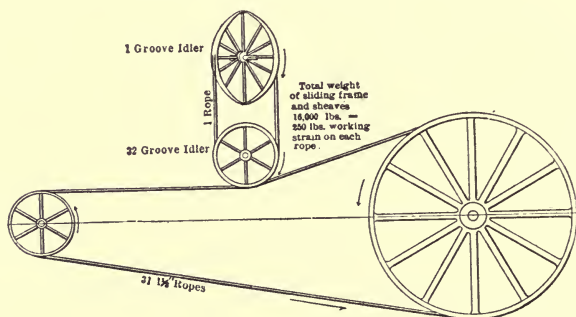 1 Groove Idler
1 Rope
Total weight
of sliding frame
and sheaves
16,000 lbs. =
250 lbs. working
strain on each
rope.
32 Groove Idler
31 1½" Ropes